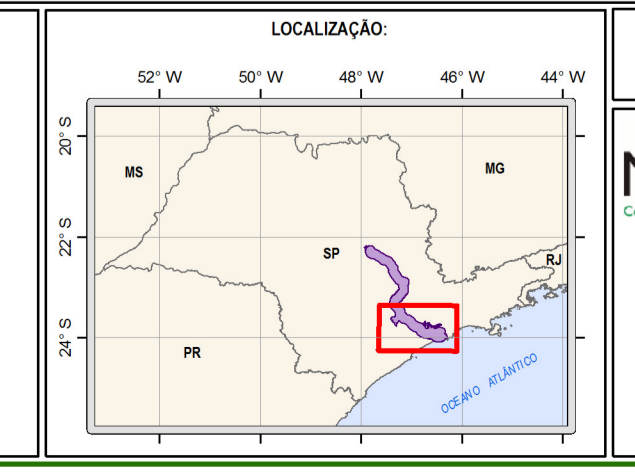 LOCALIZAÇÃO:
52° W 50° W 48° W 46° W 44° W
20° S
MS
MG
22° S
SP
RJ
24° S
PR
OCEANO ATLÂNTICO